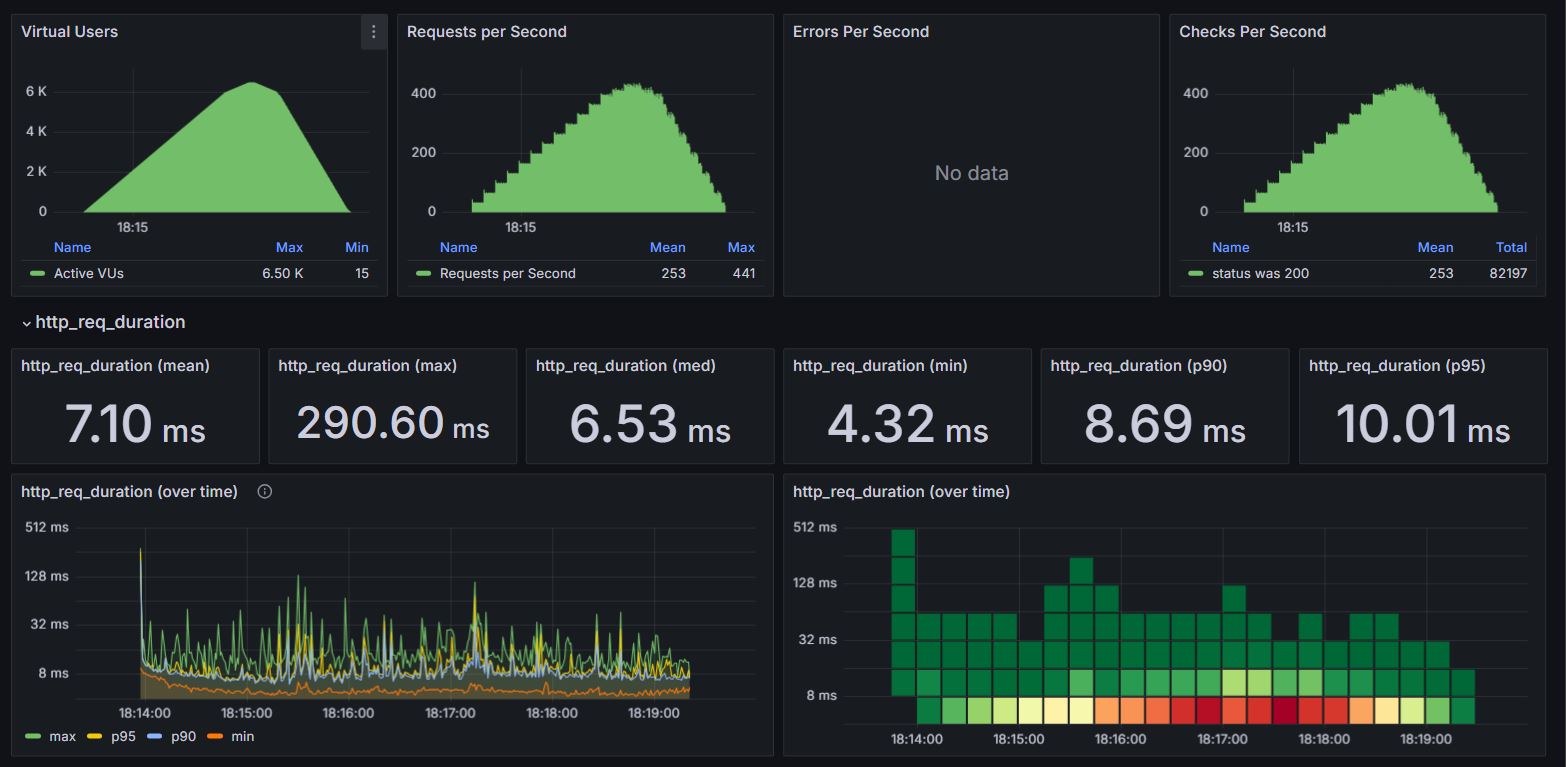 Virtual Users
6 K
4 K
2 K
0
18:15
Name Max Min
Active VUs 6.50 K 15
Requests per Second
400
200
0
18:15
Name Mean Max
Requests per Second 253 441
Errors Per Second
No data
Checks Per Second
400
200
0
18:15
Name Mean Total
status was 200 253 82197
http_req_duration
http_req_duration (mean)
7.10 ms
http_req_duration (max)
290.60 ms
http_req_duration (med)
6.53 ms
http_req_duration (min)
4.32 ms
http_req_duration (p90)
8.69 ms
http_req_duration (p95)
10.01 ms
http_req_duration (over time)
512 ms
128 ms
32 ms
8 ms
18:14:00 18:15:00 18:16:00 18:17:00 18:18:00 18:19:00
max p95 p90 min
http_req_duration (over time)
512 ms
128 ms
32 ms
8 ms
18:14:00 18:15:00 18:16:00 18:17:00 18:18:00 18:19:00